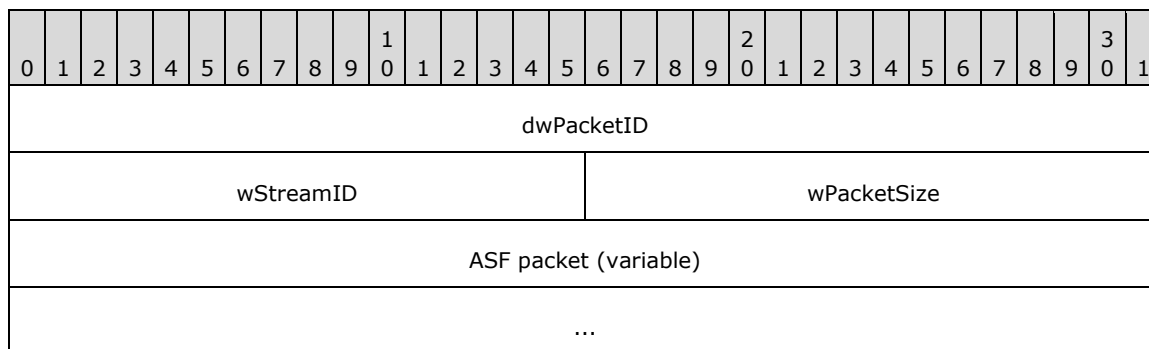 1 2 3
0 1 2 3 4 5 6 7 8 9 0 1 2 3 4 5 6 7 8 9 0 1 2 3 4 5 6 7 8 9 0 1
dwPacketID
wStreamID wPacketSize
ASF packet (variable)
...